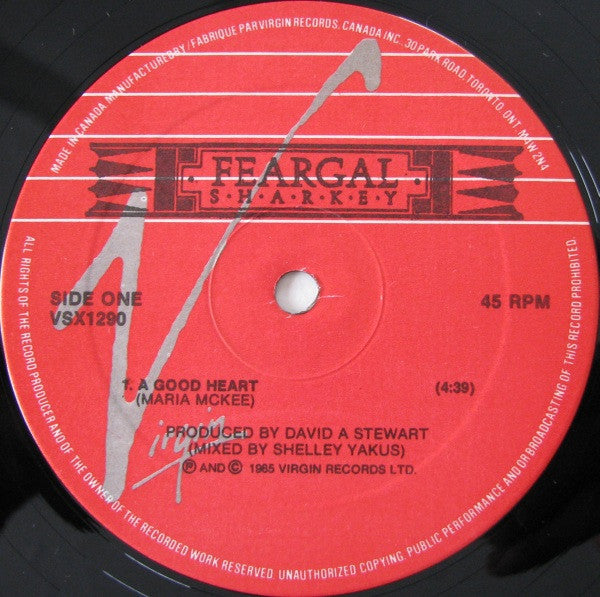 MADE IN CANADA. MANUFACTURED BY / FABRIQUE PAR VIRGIN RECORDS, CANADA INC. 30 PARK ROAD, TORONTO, ONT. M4W 2N4
FEARGAL
S·H·A·R·K·E·Y
SIDE ONE
45 RPM
VSX1290
1. A GOOD HEART
(4:39)
(MARIA MCKEE)
Virgin
PRODUCED BY DAVID A STEWART
(MIXED BY SHELLEY YAKUS)
℗ AND © 1985 VIRGIN RECORDS LTD.
ALL RIGHTS OF THE RECORD PRODUCER AND OF THE OWNER OF THE RECORDED WORK RESERVED. UNAUTHORIZED COPYING, PUBLIC PERFORMANCE AND/OR BROADCASTING OF THIS RECORD PROHIBITED.